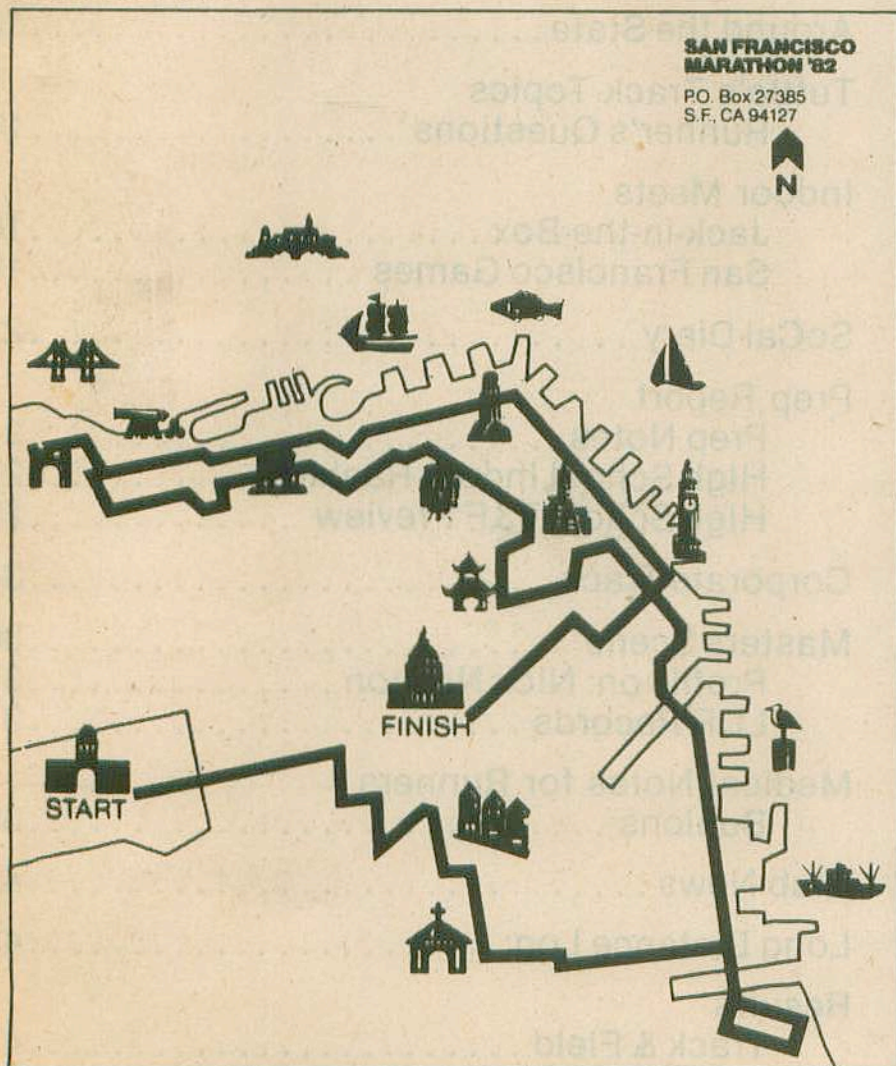 SAN FRANCISCO
MARATHON '82
P.O. Box 27385
S.F., CA 94127
N
FINISH
START